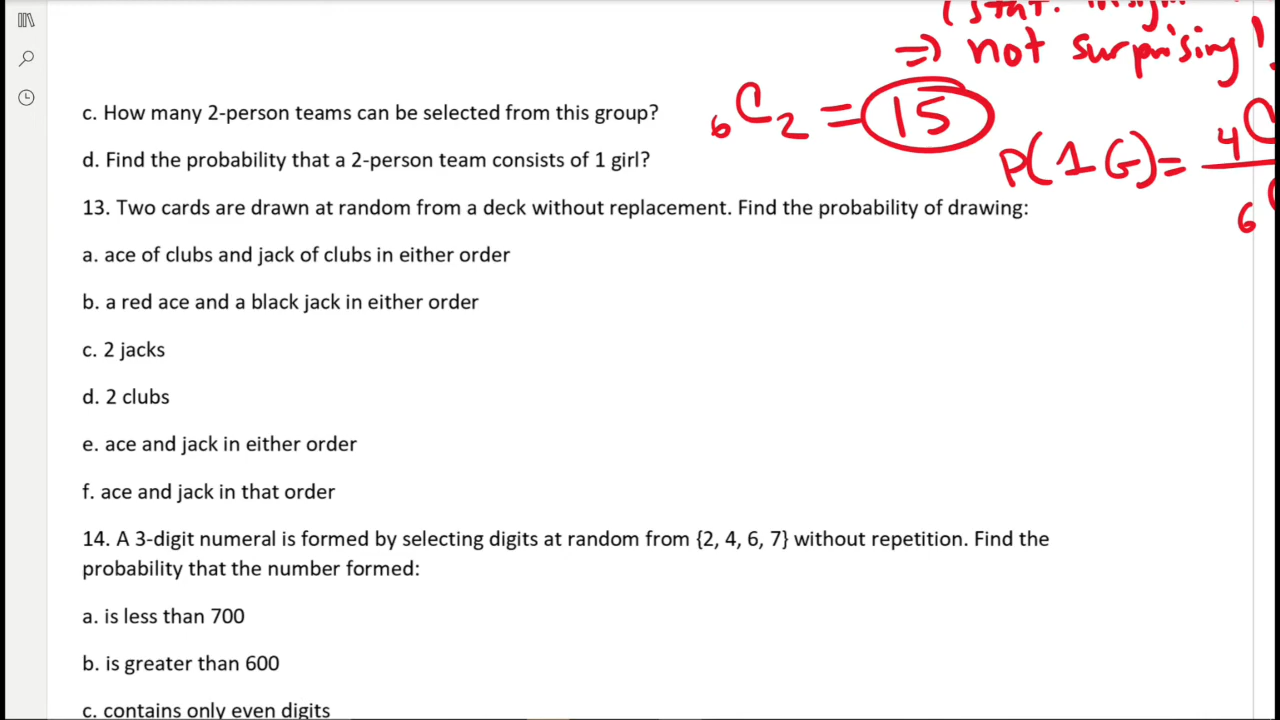 => not surprising!
c. How many 2-person teams can be selected from this group? 6C2 = 15
d. Find the probability that a 2-person team consists of 1 girl? P(1G)= 4C 6
13. Two cards are drawn at random from a deck without replacement. Find the probability of drawing:
a. ace of clubs and jack of clubs in either order
b. a red ace and a black jack in either order
c. 2 jacks
d. 2 clubs
e. ace and jack in either order
f. ace and jack in that order
14. A 3-digit numeral is formed by selecting digits at random from {2, 4, 6, 7} without repetition. Find the
probability that the number formed:
a. is less than 700
b. is greater than 600
c. contains only even digits